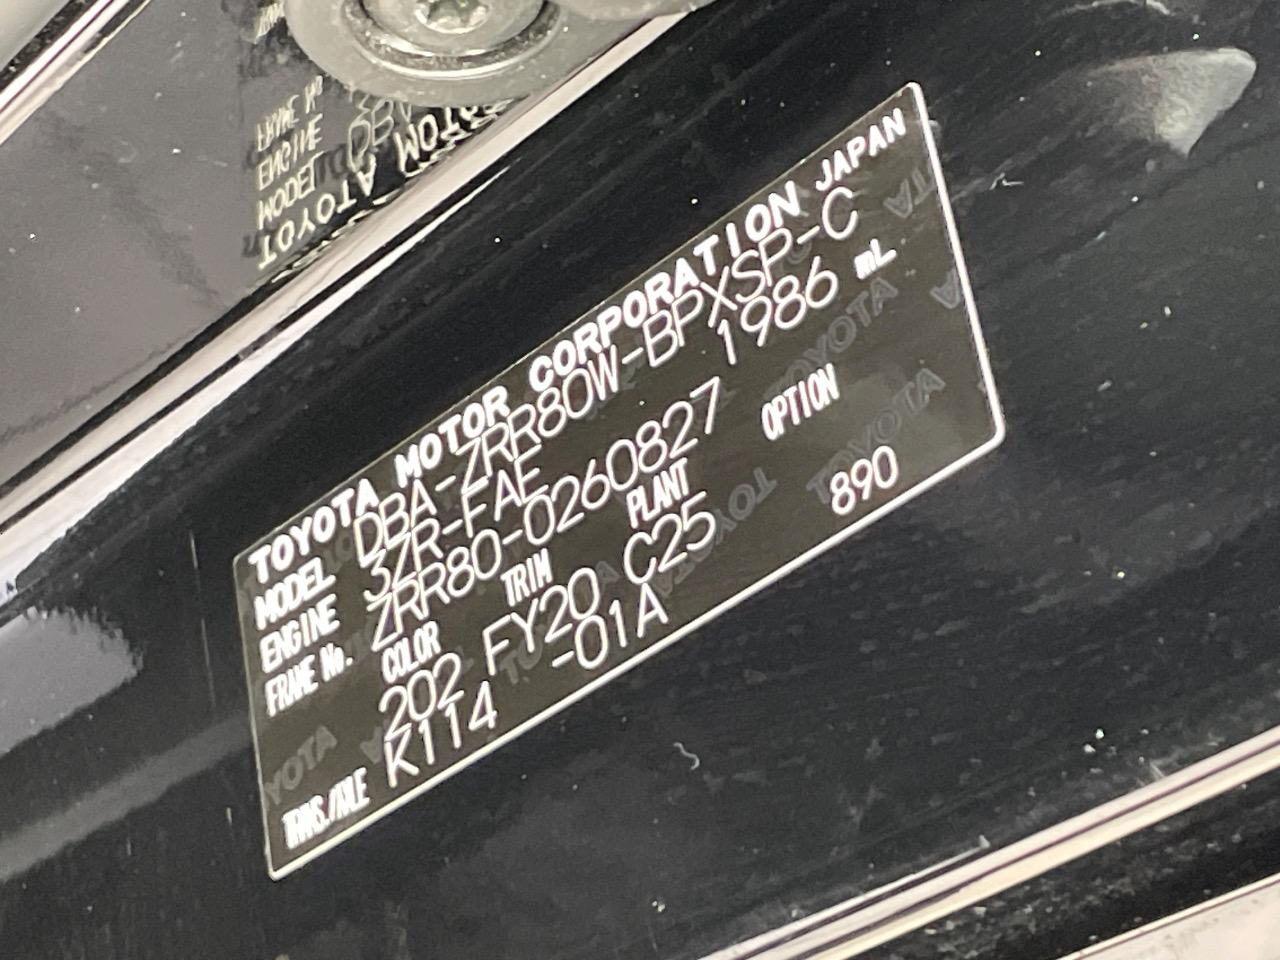 TOYOTA MOTOR CORPORATION JAPAN
MODEL DBA-ZRR80W-BPXSP-C
ENGINE 3ZR-FAE 1986 mL
FRAME No. ZRR80-0260827
COLOR TRIM PLANT OPTION
202 FY20 C25 890
TRANS./AXLE K114 -01A